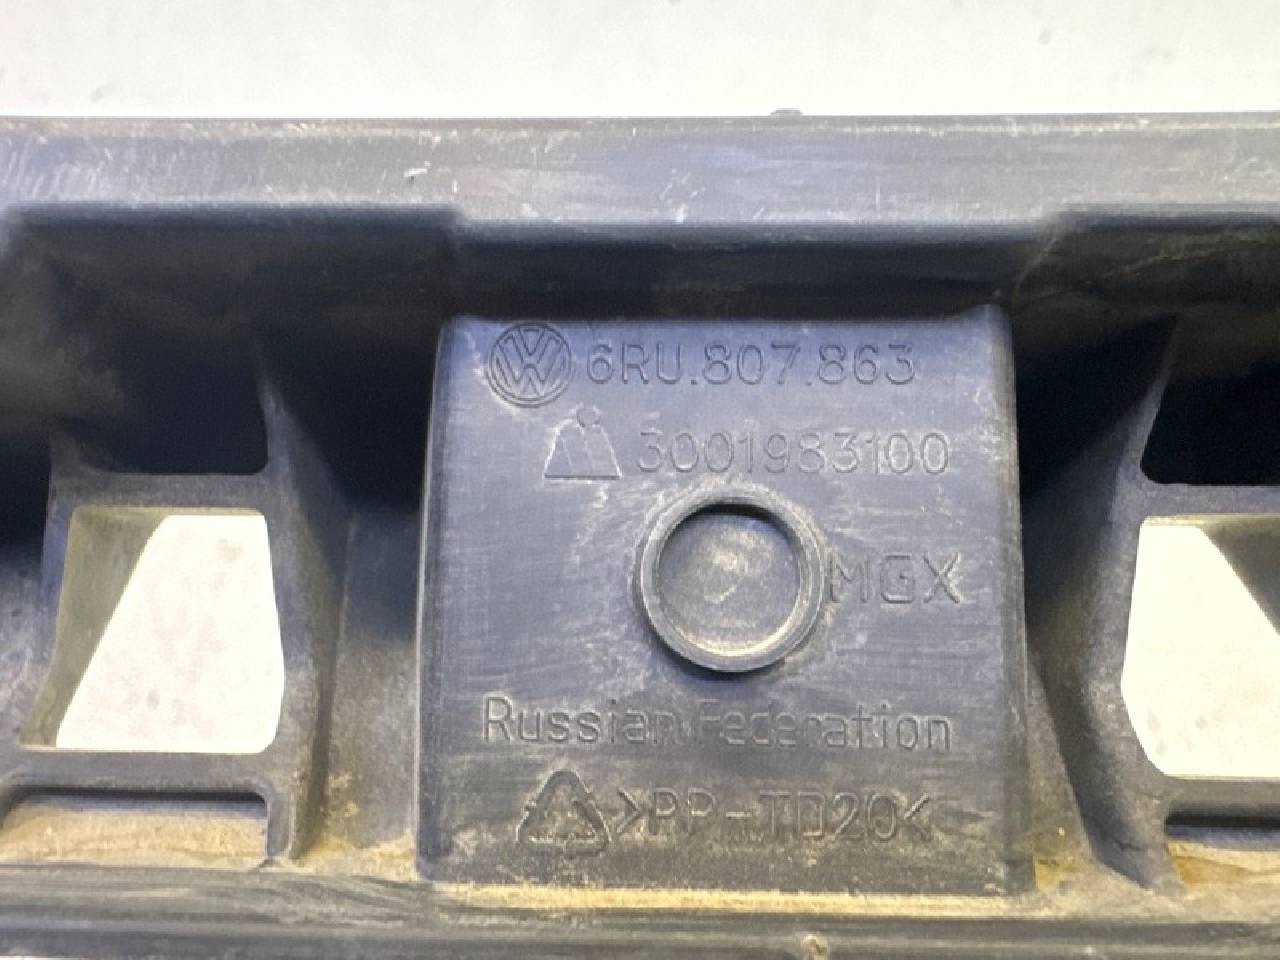 6RU.807.863
3001983100
MGX
Russian Federation
>PP-TD20<